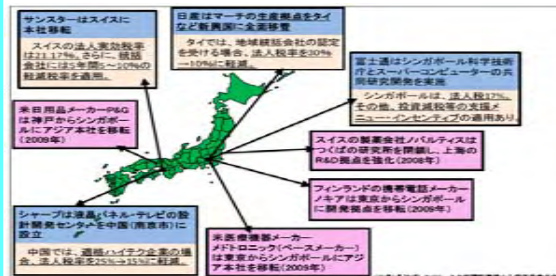 サンスターはスイスに
本社移転
スイスの法人実効税率
は21.17%。さらに、統括
会社には5年間5~10%の
軽減税率を適用。
日産はマーチの生産拠点をタイ
など新興国に全面移管
タイでは、地域統括会社の認定
を受ける場合、法人税率を30%
→10%に軽減。
富士通はシンガポール科学技術
庁とスーパーコンピューターの共
同研究開発を実施
シンガポールは、法人税17%。
その他、投資減税等の支援メ
ニュー・インセンティブの適用あり。
米日用品メーカーP&G
は神戸からシンガポー
ルにアジア本社を移転
(2009年)
スイスの製薬会社ノバルティスは
つくばの研究所を閉鎖し、上海の
R&D拠点を強化(2008年)
フィンランドの携帯電話メーカー
ノキアは東京からシンガポール
に開発拠点を移転
シャープは液晶パネル・テレビの設
計開発センターを中国(南京市)に
設立
中国では、適格ハイテク企業の場
合、法人税率を25%→15%に軽減。
米医療機器メーカー
メドトロニック(ペースメーカー)
は東京からシンガポールにア
ジア本社を移転(2009年)